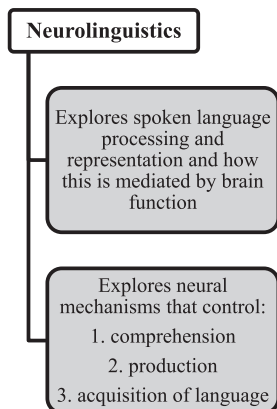 Neurolinguistics
Explores spoken language
processing and
representation and how
this is mediated by brain
function
Explores neural
mechanisms that control:
1. comprehension
2. production
3. acquisition of language